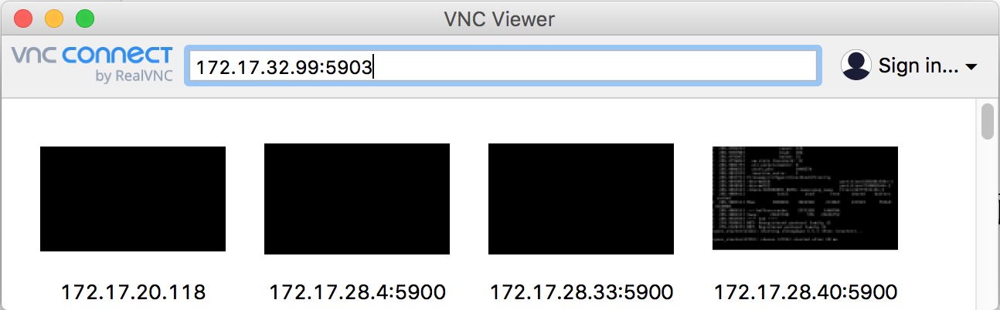 VNC Viewer
vnc connect
by RealVNC
172.17.32.99:5903
Sign in...
172.17.20.118
172.17.28.4:5900
172.17.28.33:5900
172.17.28.40:5900